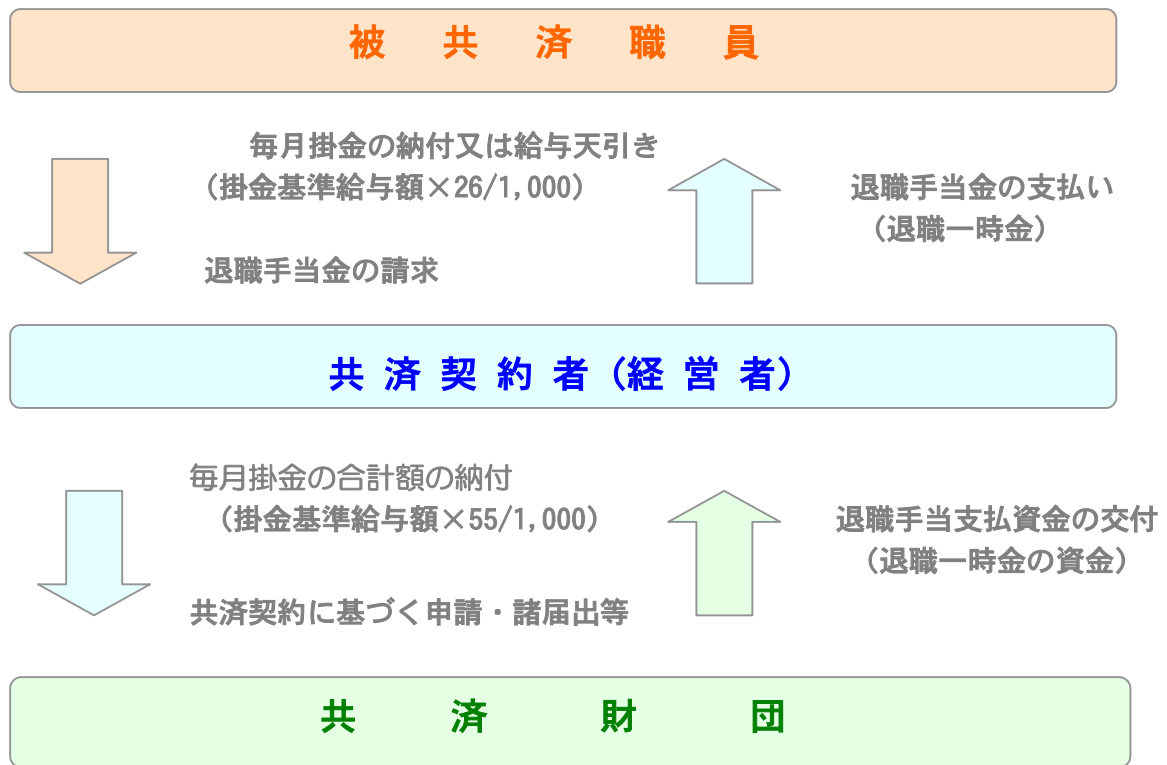 被 共 済 職 員
毎月掛金の納付又は給与天引き
（掛金基準給与額×26/1,000）
退職手当金の請求
退職手当金の支払い
（退職一時金）
共 済 契 約 者（経 営 者）
毎月掛金の合計額の納付
（掛金基準給与額×55/1,000）
共済契約に基づく申請・諸届出等
退職手当支払資金の交付
（退職一時金の資金）
共 済 財 団